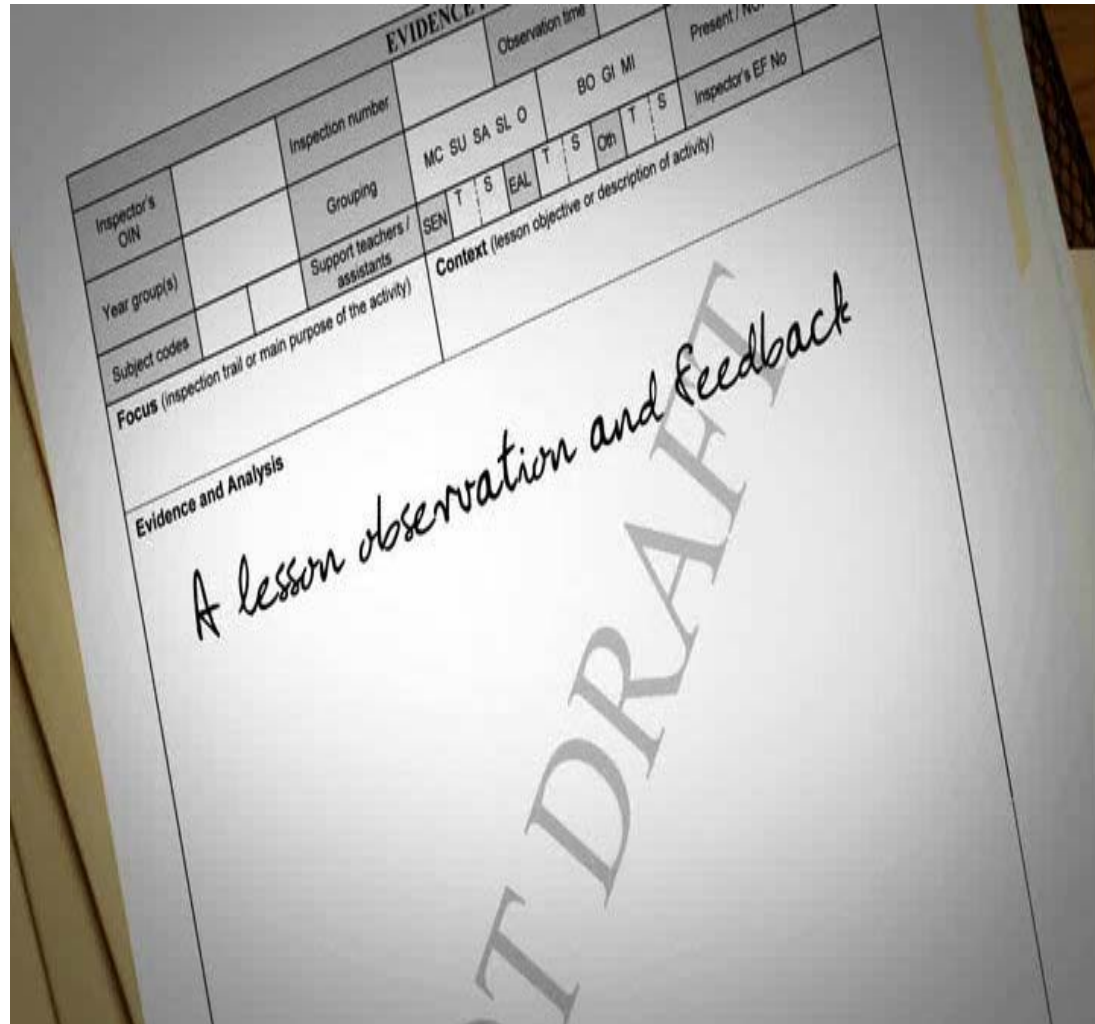 EVIDENCE
Observation time
Inspector's OIN
Inspection number
Present /
Year group(s)
Grouping
MC SU SA SL O
BO GI MI
Inspector's EF No
Subject codes
Support teachers / assistants
SEN T S EAL T S Oth T S
Focus (inspection trail or main purpose of the activity)
Context (lesson objective or description of activity)
Evidence and Analysis
A lesson observation and feedback
DRAFT